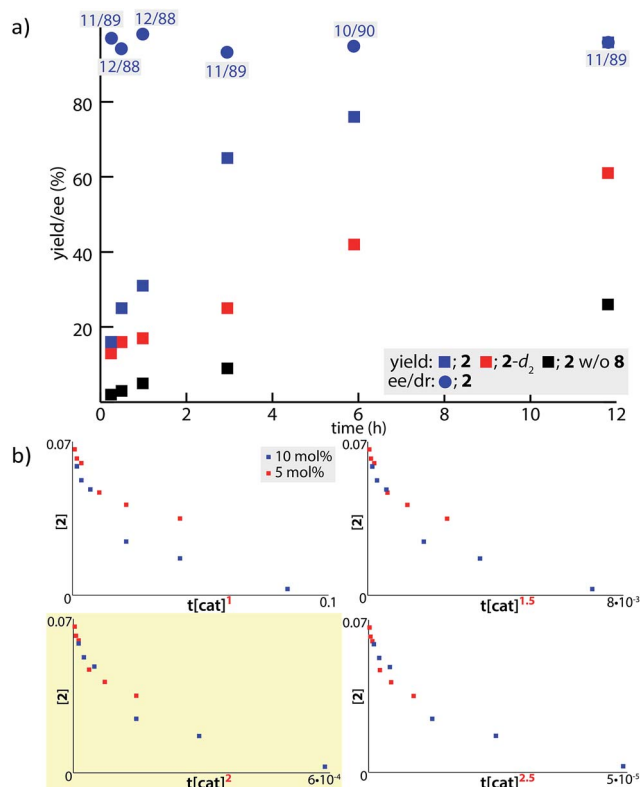 a)
11/89
12/88
12/88
11/89
10/90
11/89
80
60
40
20
yield/ee (%)
yield: ■; 2 ■; 2-d₂ ■; 2 w/o 8
ee/dr: ●; 2
0 2 4 6 8 10 12
time (h)
b)
0.07
[2]
10 mol%
5 mol%
0 t[cat]¹ 0.1
0.07
[2]
0 t[cat]¹·⁵ 8•10⁻³
0.07
[2]
0 t[cat]² 6•10⁻⁴
0.07
[2]
0 t[cat]²·⁵ 5•10⁻⁵